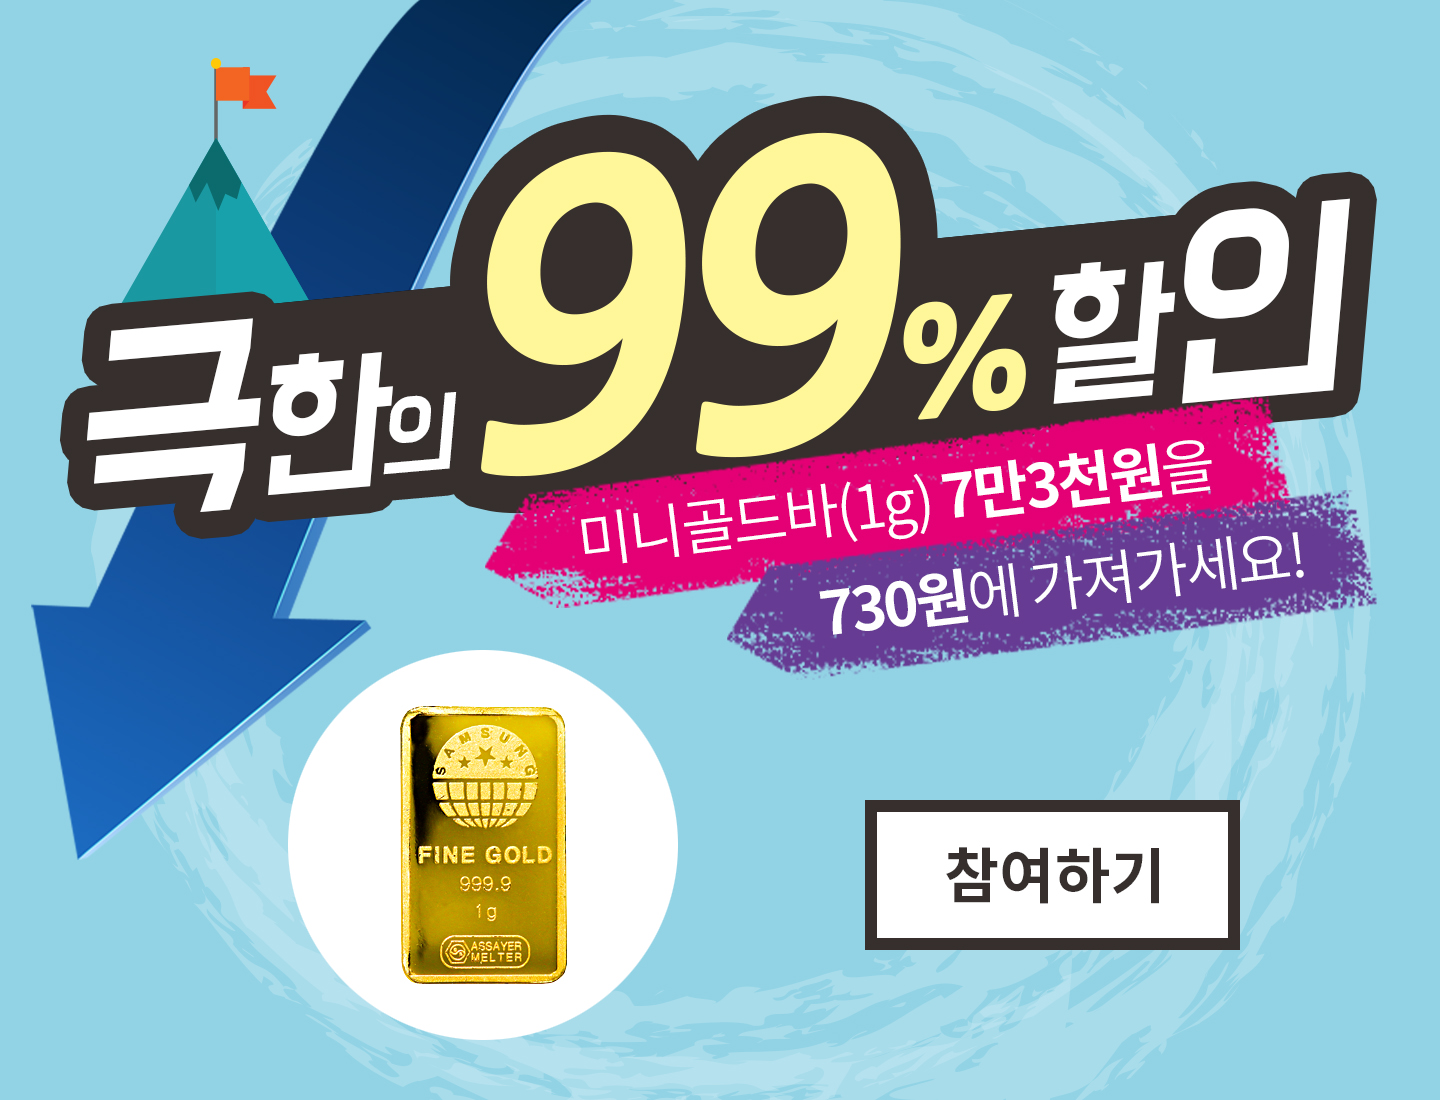 극한의 99% 할인
미니골드바(1g) 7만3천원을
730원에 가져가세요!
SAMSUNG
FINE GOLD
999.9
1g
ASSAYER
MELTER
참여하기